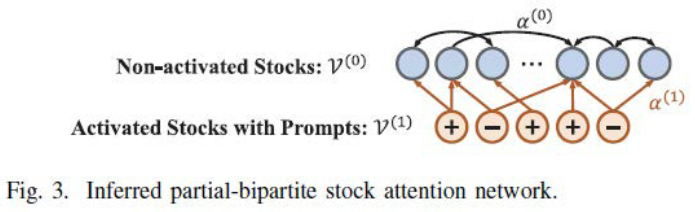 α(0)
Non-activated Stocks: 𝒱(0)
...
α(1)
Activated Stocks with Prompts: 𝒱(1)
+ − + + −
Fig. 3. Inferred partial-bipartite stock attention network.